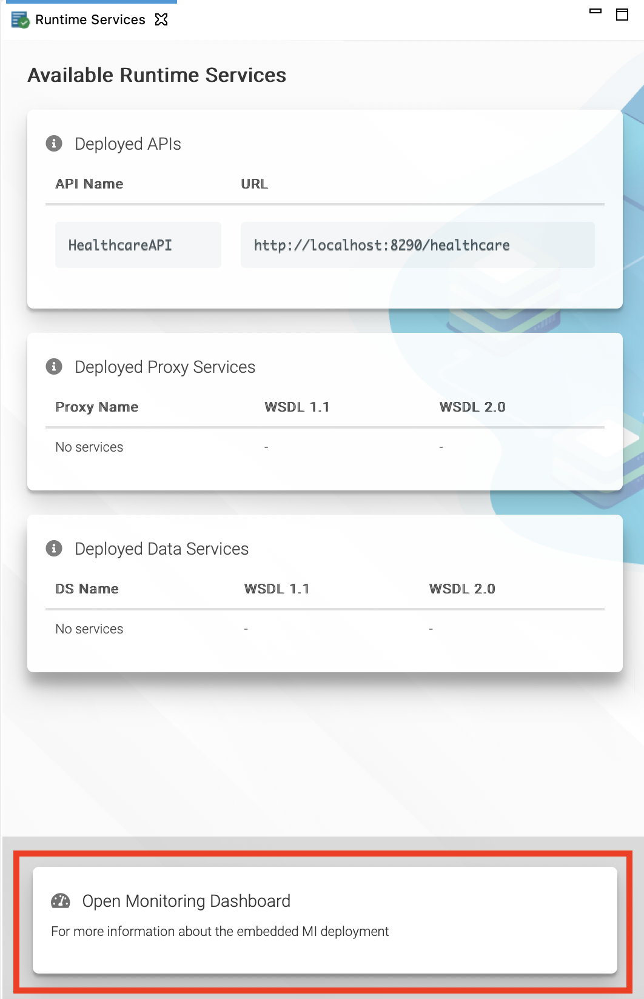 Runtime Services
Available Runtime Services
Deployed APIs
API Name URL
HealthcareAPI http://localhost:8290/healthcare
Deployed Proxy Services
Proxy Name WSDL 1.1 WSDL 2.0
No services - -
Deployed Data Services
DS Name WSDL 1.1 WSDL 2.0
No services - -
Open Monitoring Dashboard
For more information about the embedded MI deployment